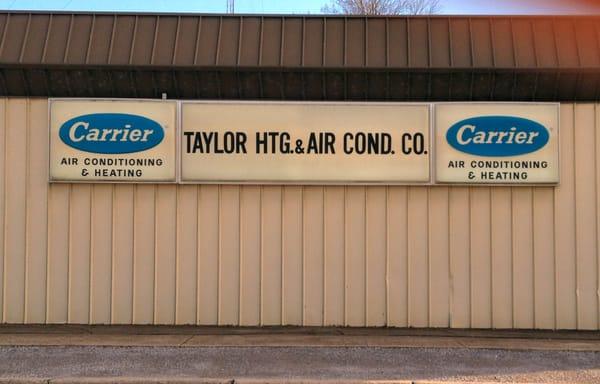 Carrier
AIR CONDITIONING
& HEATING
TAYLOR HTG.& AIR COND. CO.
Carrier
AIR CONDITIONING
& HEATING